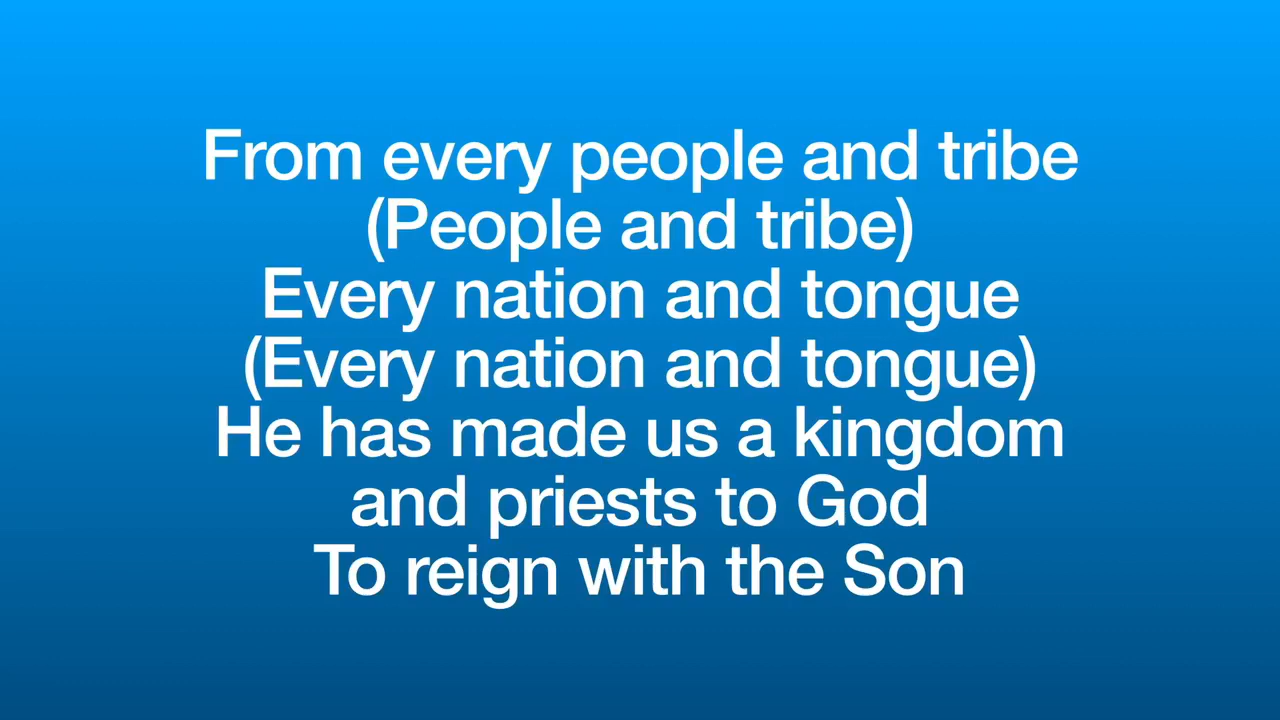 From every people and tribe
(People and tribe)
Every nation and tongue
(Every nation and tongue)
He has made us a kingdom
and priests to God
To reign with the Son